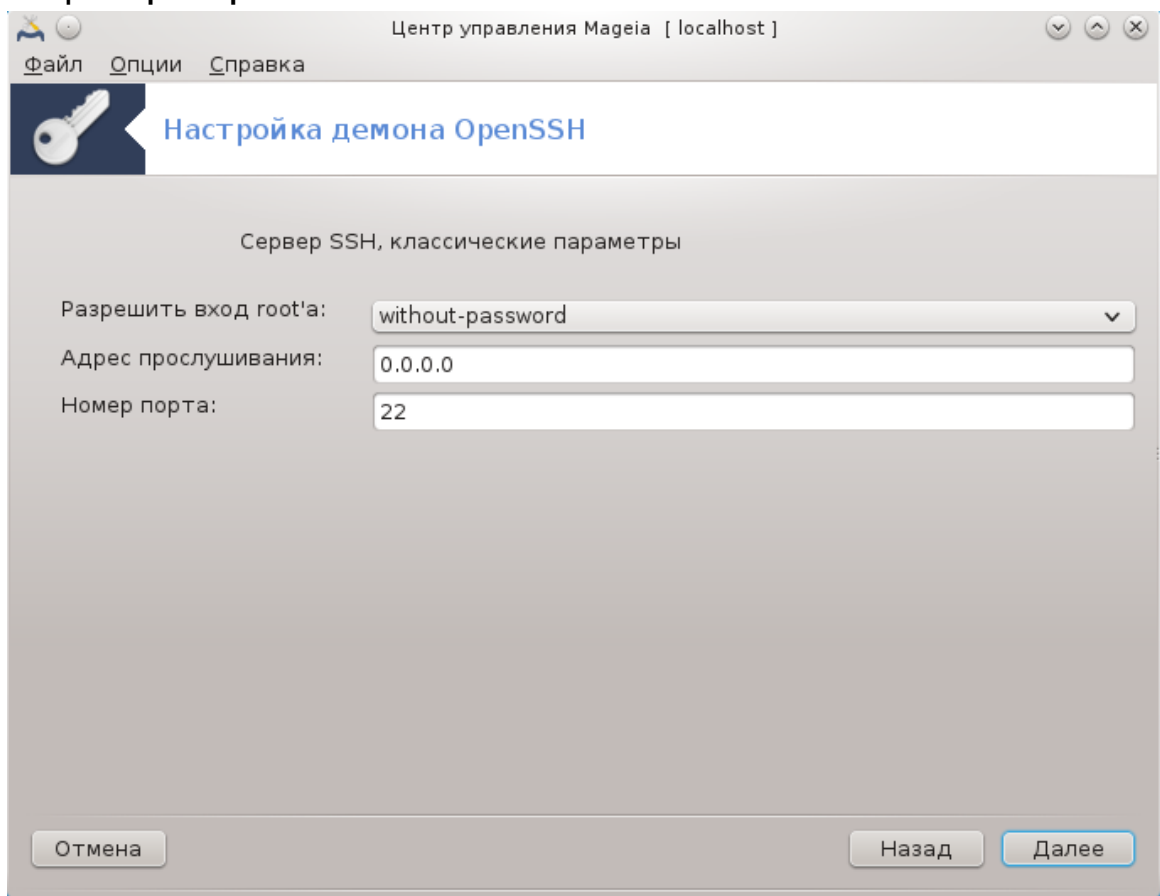 Центр управления Mageia [ localhost ]
Файл Опции Справка
Настройка демона OpenSSH
Сервер SSH, классические параметры
Разрешить вход root'а: without-password
Адрес прослушивания: 0.0.0.0
Номер порта: 22
Отмена Назад Далее